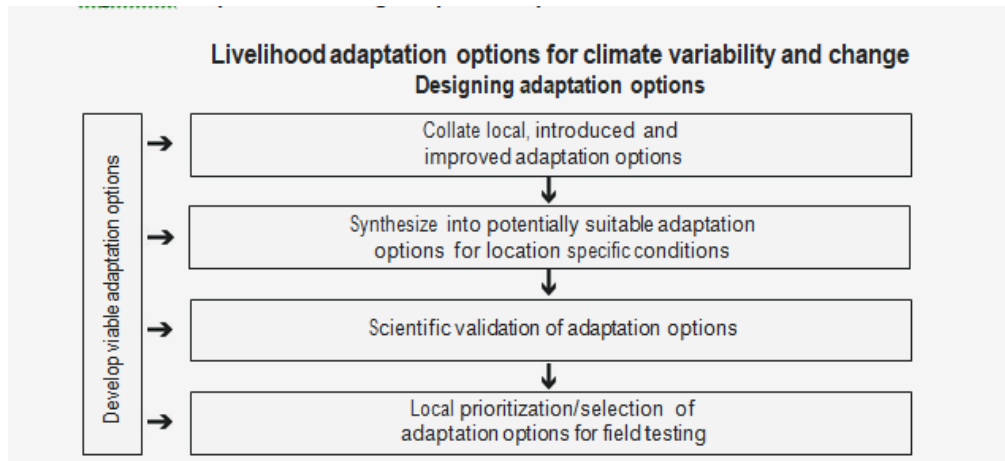 Livelihood adaptation options for climate variability and change
Designing adaptation options
Develop viable adaptation options
Collate local, introduced and
improved adaptation options
Synthesize into potentially suitable adaptation
options for location specific conditions
Scientific validation of adaptation options
Local prioritization/selection of
adaptation options for field testing